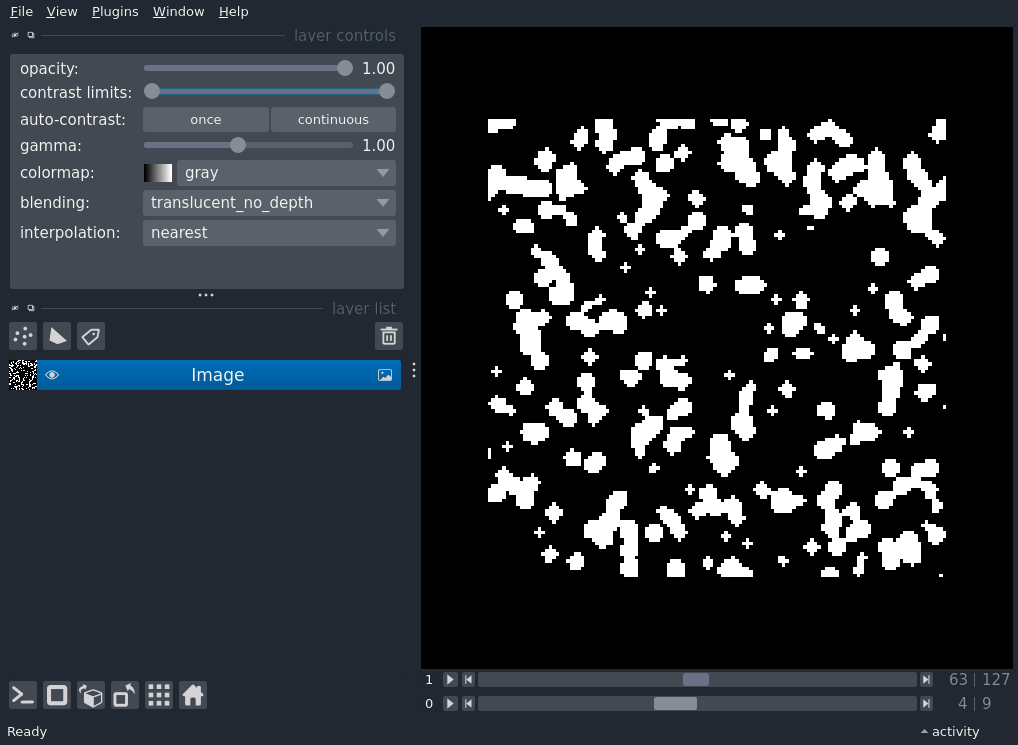 File View Plugins Window Help
layer controls
opacity: 1.00
contrast limits:
auto-contrast: once continuous
gamma: 1.00
colormap: gray
blending: translucent_no_depth
interpolation: nearest
layer list
Image
1 63 | 127
0 4 | 9
Ready activity